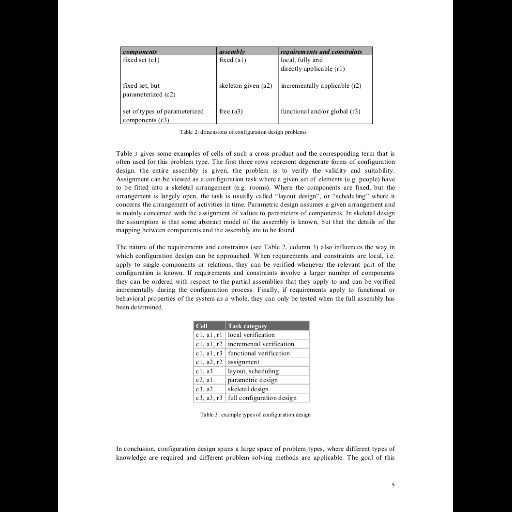 components assembly requirements and constraints
fixed set (c1) fixed (a1) local, fully and
directly applicable (r1)
fixed set, but skeleton given (a2) incrementally applicable (r2)
parameterized (c2)
set of types of parameterized free (a3) functional and/or global (r3)
components (c3)
Table 2: dimensions of configuration design problems
Table 3 gives some examples of cells of such a cross product and the corresponding term that is
often used for this problem type. The first three rows represent degenerate forms of configuration
design: the entire assembly is given, the problem is to verify the validity and suitability.
Assignment can be viewed as a configuration task where a given set of elements (e.g. people) have
to be fitted into a skeletal arrangement (e.g. rooms). Where the components are fixed, but the
arrangement is largely open, the task is usually called "layout design", or "scheduling" where it
concerns the arrangement of activities in time. Parametric design assumes a given arrangement and
is mainly concerned with the assignment of values to parameters of components. In skeletal design
the assumption is that some abstract model of the assembly is known, but that the details of the
mapping between components and the assembly are to be found.
The nature of the requirements and constraints (see Table 2, column 3) also influences the way in
which configuration design can be approached. When requirements and constraints are local, i.e.
apply to single components or relations, they can be verified whenever the relevant part of the
configuration is known. If requirements and constraints involve a larger number of components
they can be ordered with respect to the partial assemblies that they apply to and can be verified
incrementally during the configuration process. Finally, if requirements apply to functional or
behavioral properties of the system as a whole, they can only be tested when the full assembly has
been determined.
Cell Task category
c1, a1, r1 local verification
c1, a1, r2 incremental verification
c1, a1, r3 functional verification
c1, a2, r2 assignment
c1, a3 layout, scheduling
c2, a1 parametric design
c3, a2 skeletal design
c3, a3, r3 full configuration design
Table 3: example types of configuration design
In conclusion, configuration design spans a large space of problem types, where different types of
knowledge are required and different problem solving methods are applicable. The goal of this
5